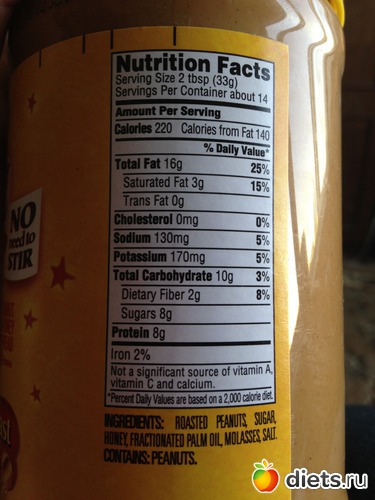 Nutrition Facts
Serving Size 2 tbsp (33g)
Servings Per Container about 14
Amount Per Serving
Calories 220 Calories from Fat 140
% Daily Value*
Total Fat 16g 25%
Saturated Fat 3g 15%
Trans Fat 0g
Cholesterol 0mg 0%
Sodium 130mg 5%
Potassium 170mg 5%
Total Carbohydrate 10g 3%
Dietary Fiber 2g 8%
Sugars 8g
Protein 8g
Iron 2%
Not a significant source of vitamin A,
vitamin C and calcium.
*Percent Daily Values are based on a 2,000 calorie diet.
INGREDIENTS: ROASTED PEANUTS, SUGAR,
HONEY, FRACTIONATED PALM OIL, MOLASSES, SALT.
CONTAINS: PEANUTS.
NO
need to
STIR
diets.ru